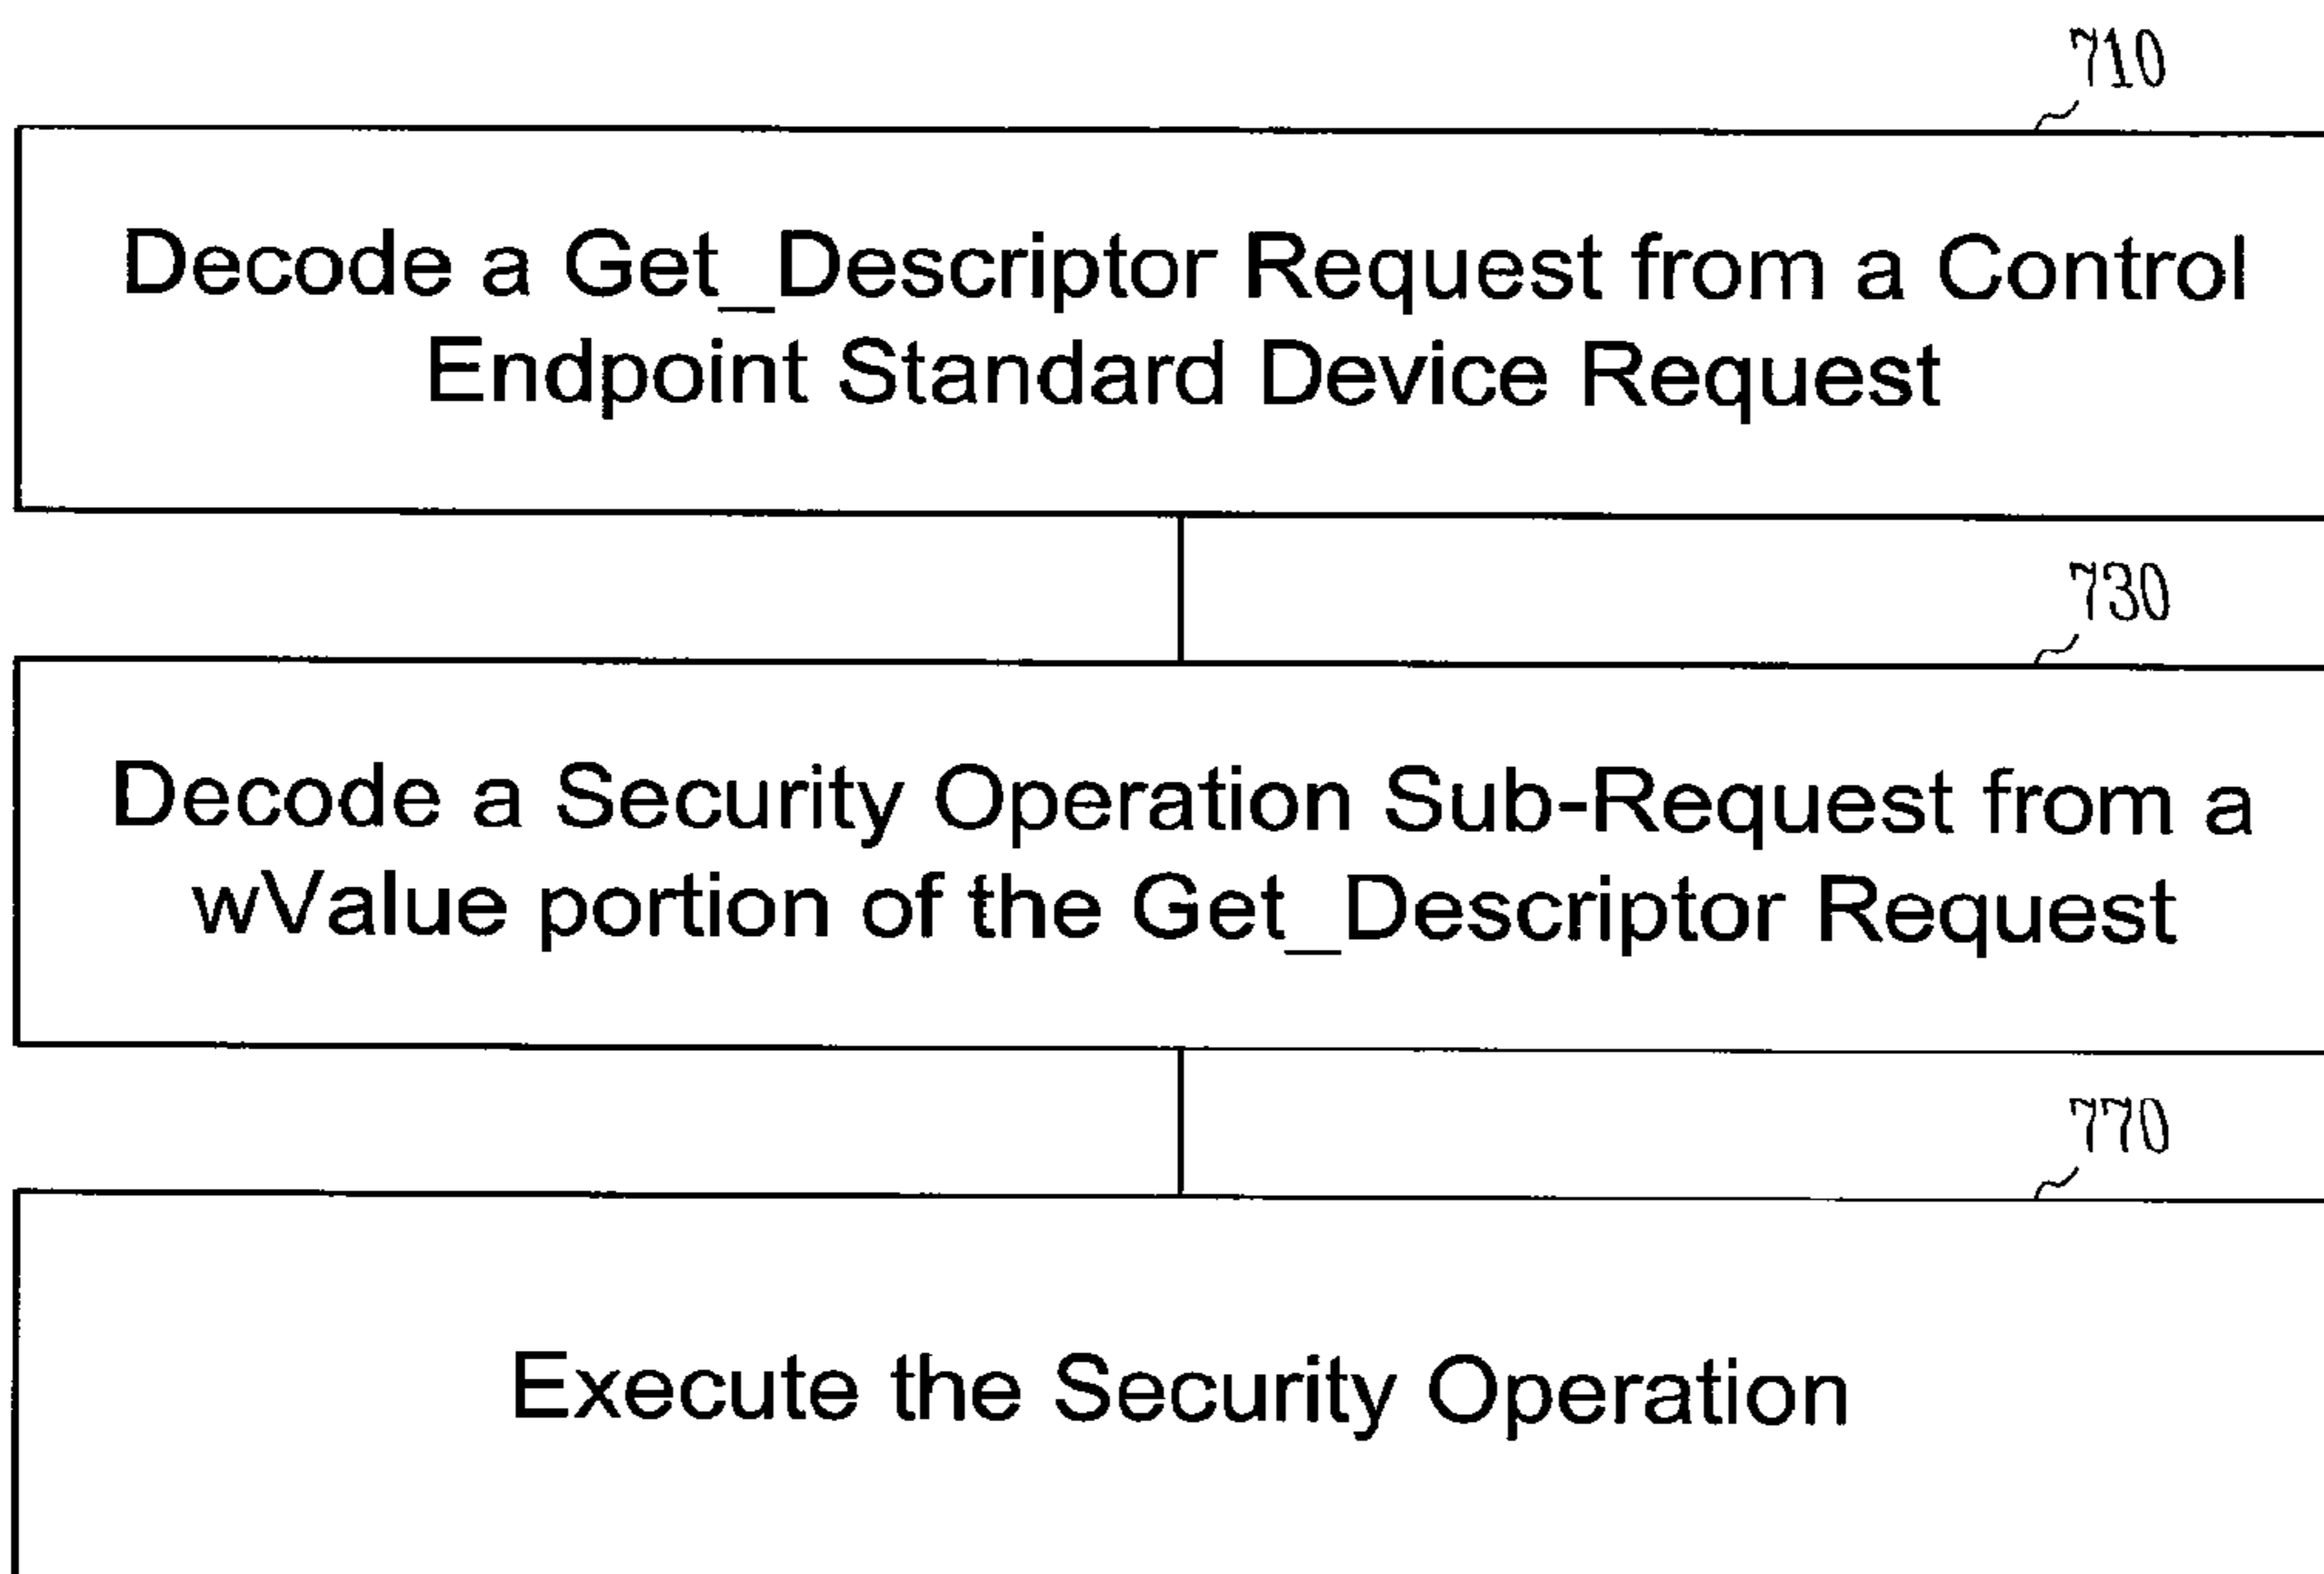 710
Decode a Get_Descriptor Request from a Control
Endpoint Standard Device Request
730
Decode a Security Operation Sub-Request from a
wValue portion of the Get_Descriptor Request
770
Execute the Security Operation